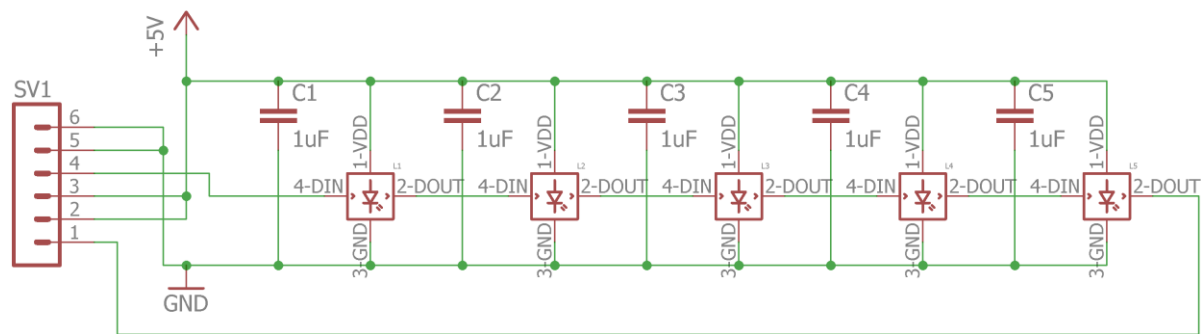 +5V
SV1
6
5
4
3
2
1
GND
C1
1uF
C2
1uF
C3
1uF
C4
1uF
C5
1uF
1-VDD
L1
4-DIN
2-DOUT
3-GND
1-VDD
L2
4-DIN
2-DOUT
3-GND
1-VDD
L3
4-DIN
2-DOUT
3-GND
1-VDD
L4
4-DIN
2-DOUT
3-GND
1-VDD
L5
4-DIN
2-DOUT
3-GND